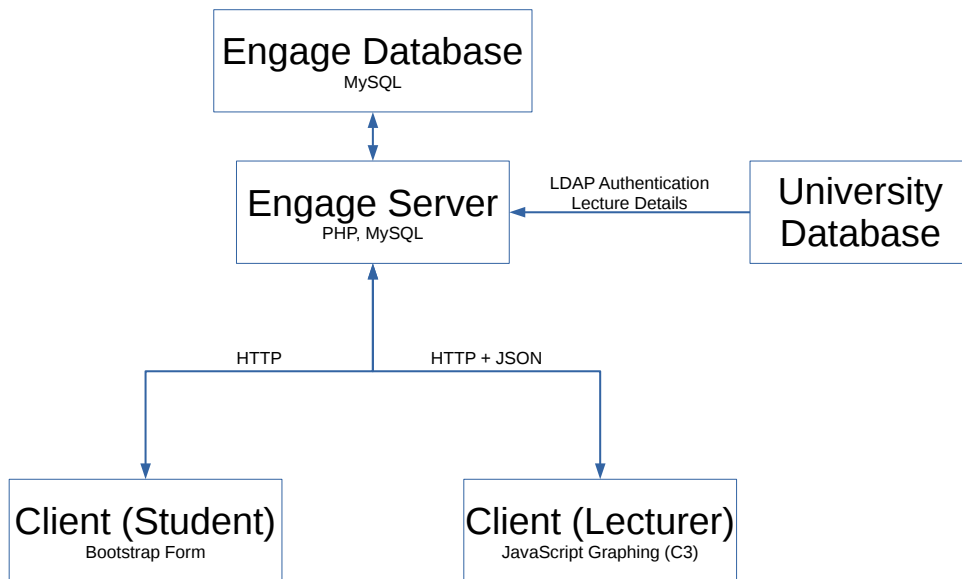 Engage Database
MySQL
Engage Server
PHP, MySQL
LDAP Authentication
Lecture Details
University
Database
HTTP
HTTP + JSON
Client (Student)
Bootstrap Form
Client (Lecturer)
JavaScript Graphing (C3)